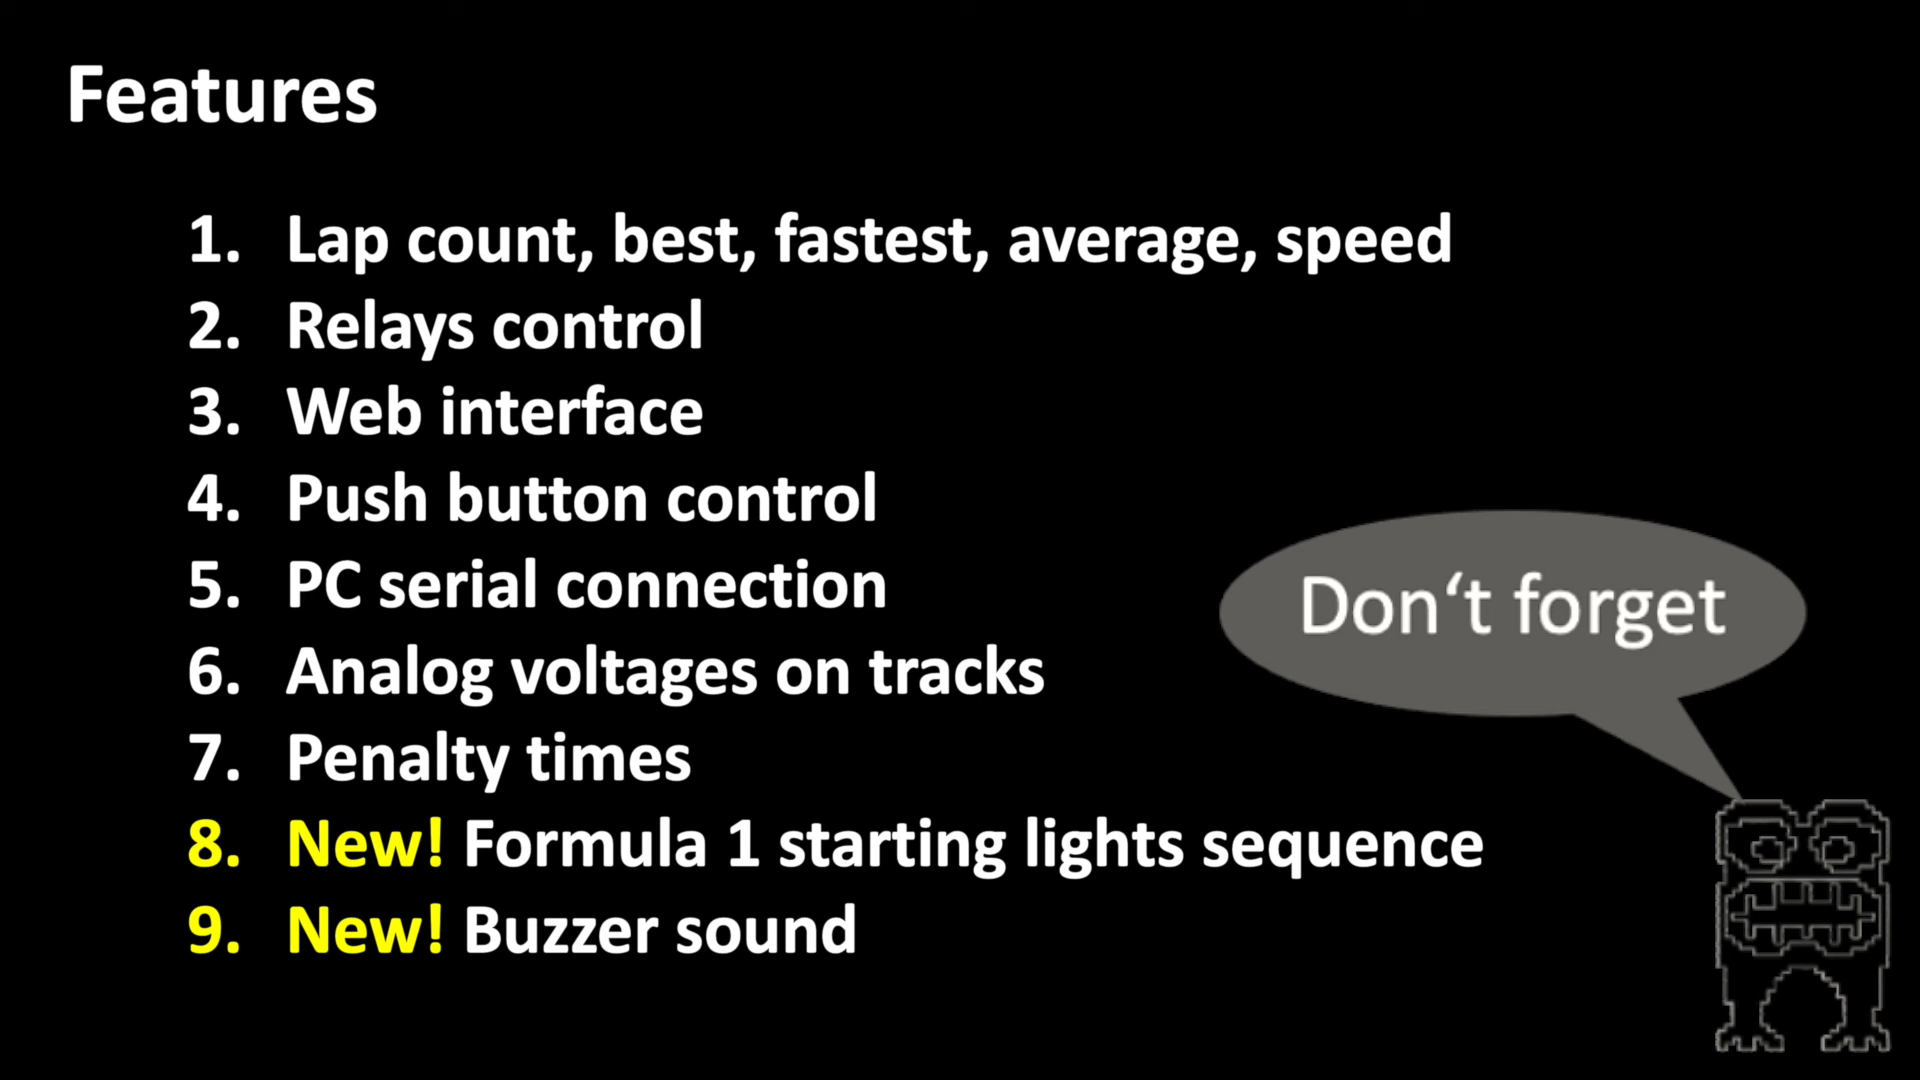 Features
1. Lap count, best, fastest, average, speed
2. Relays control
3. Web interface
4. Push button control
5. PC serial connection
6. Analog voltages on tracks
7. Penalty times
8. New! Formula 1 starting lights sequence
9. New! Buzzer sound
Don‘t forget